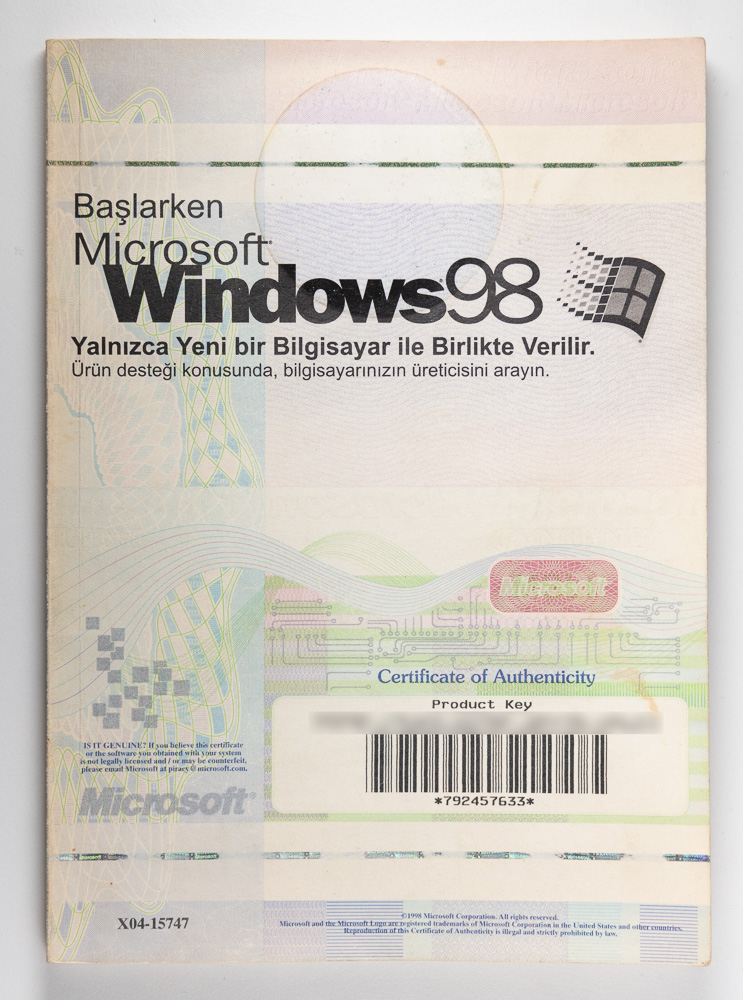 Başlarken
Microsoft
Windows 98
Yalnızca Yeni bir Bilgisayar ile Birlikte Verilir.
Ürün desteği konusunda, bilgisayarınızın üreticisini arayın.
Microsoft
Certificate of Authenticity
Product Key
*792457633*
IS IT GENUINE? If you believe this certificate
or the software you obtained with your system
is not legally licensed and / or may be counterfeit,
please email Microsoft at piracy@microsoft.com.
Microsoft
X04-15747
©1998 Microsoft Corporation. All rights reserved.
Microsoft and the Microsoft Logo are registered trademarks of Microsoft Corporation in the United States and other countries.
Reproduction of this Certificate of Authenticity is illegal and strictly prohibited by law.